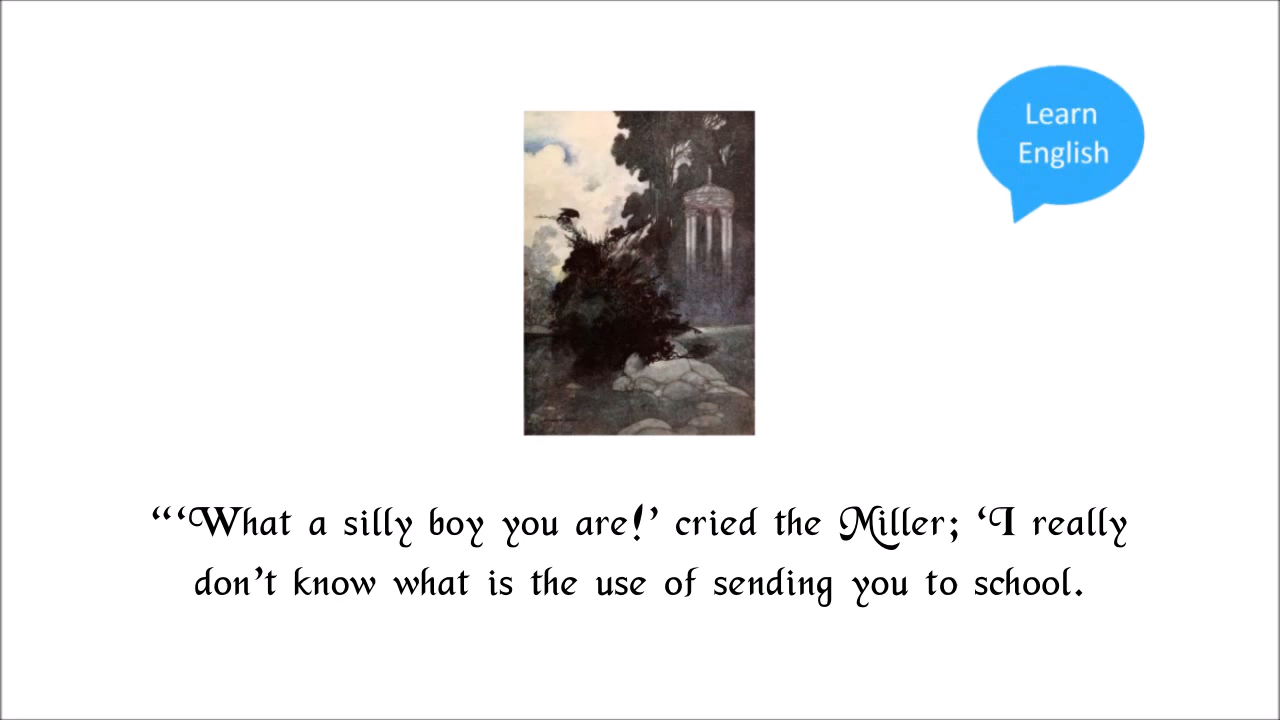 Learn
English
“‘What a silly boy you are!’ cried the Miller; ‘I really
don’t know what is the use of sending you to school.